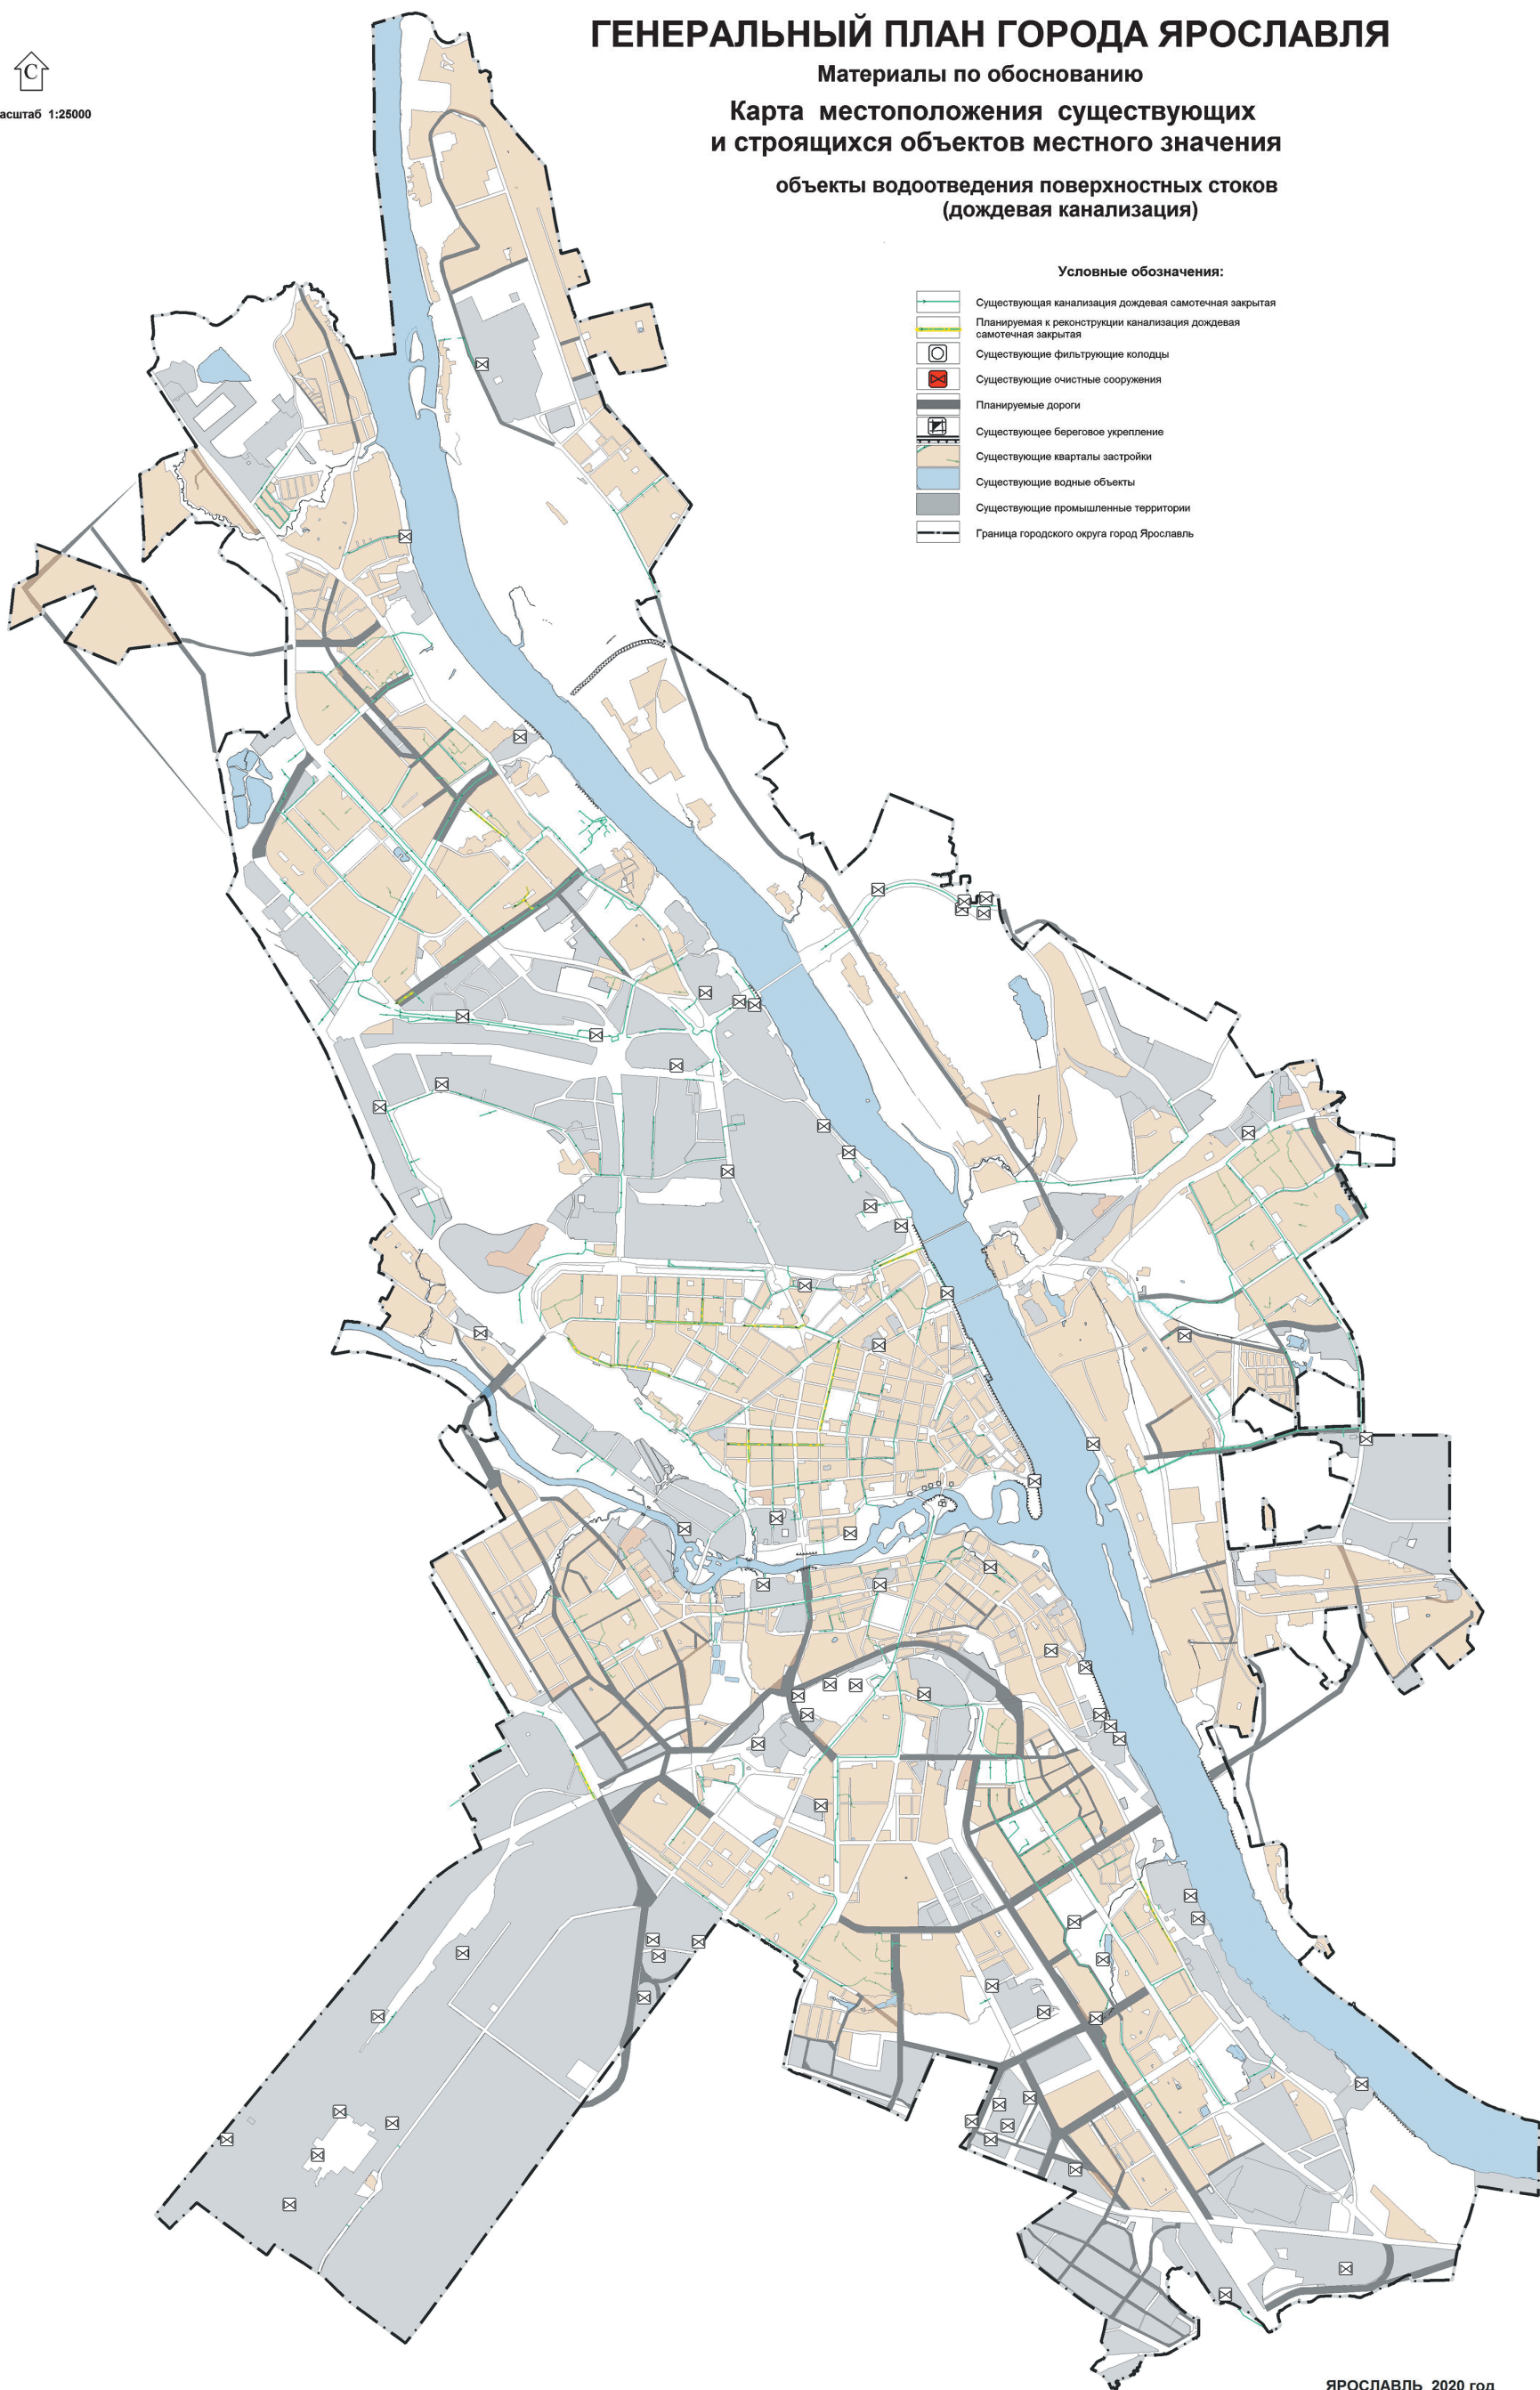 ГЕНЕРАЛЬНЫЙ ПЛАН ГОРОДА ЯРОСЛАВЛЯ
Материалы по обоснованию
Карта местоположения существующих
и строящихся объектов местного значения
объекты водоотведения поверхностных стоков
(дождевая канализация)
С
асштаб 1:25000
Условные обозначения:
Существующая канализация дождевая самотечная закрытая
Планируемая к реконструкции канализация дождевая
самотечная закрытая
Существующие фильтрующие колодцы
Существующие очистные сооружения
Планируемые дороги
Существующее береговое укрепление
Существующие кварталы застройки
Существующие водные объекты
Существующие промышленные территории
Граница городского округа город Ярославль
ЯРОСЛАВЛЬ 2020 год